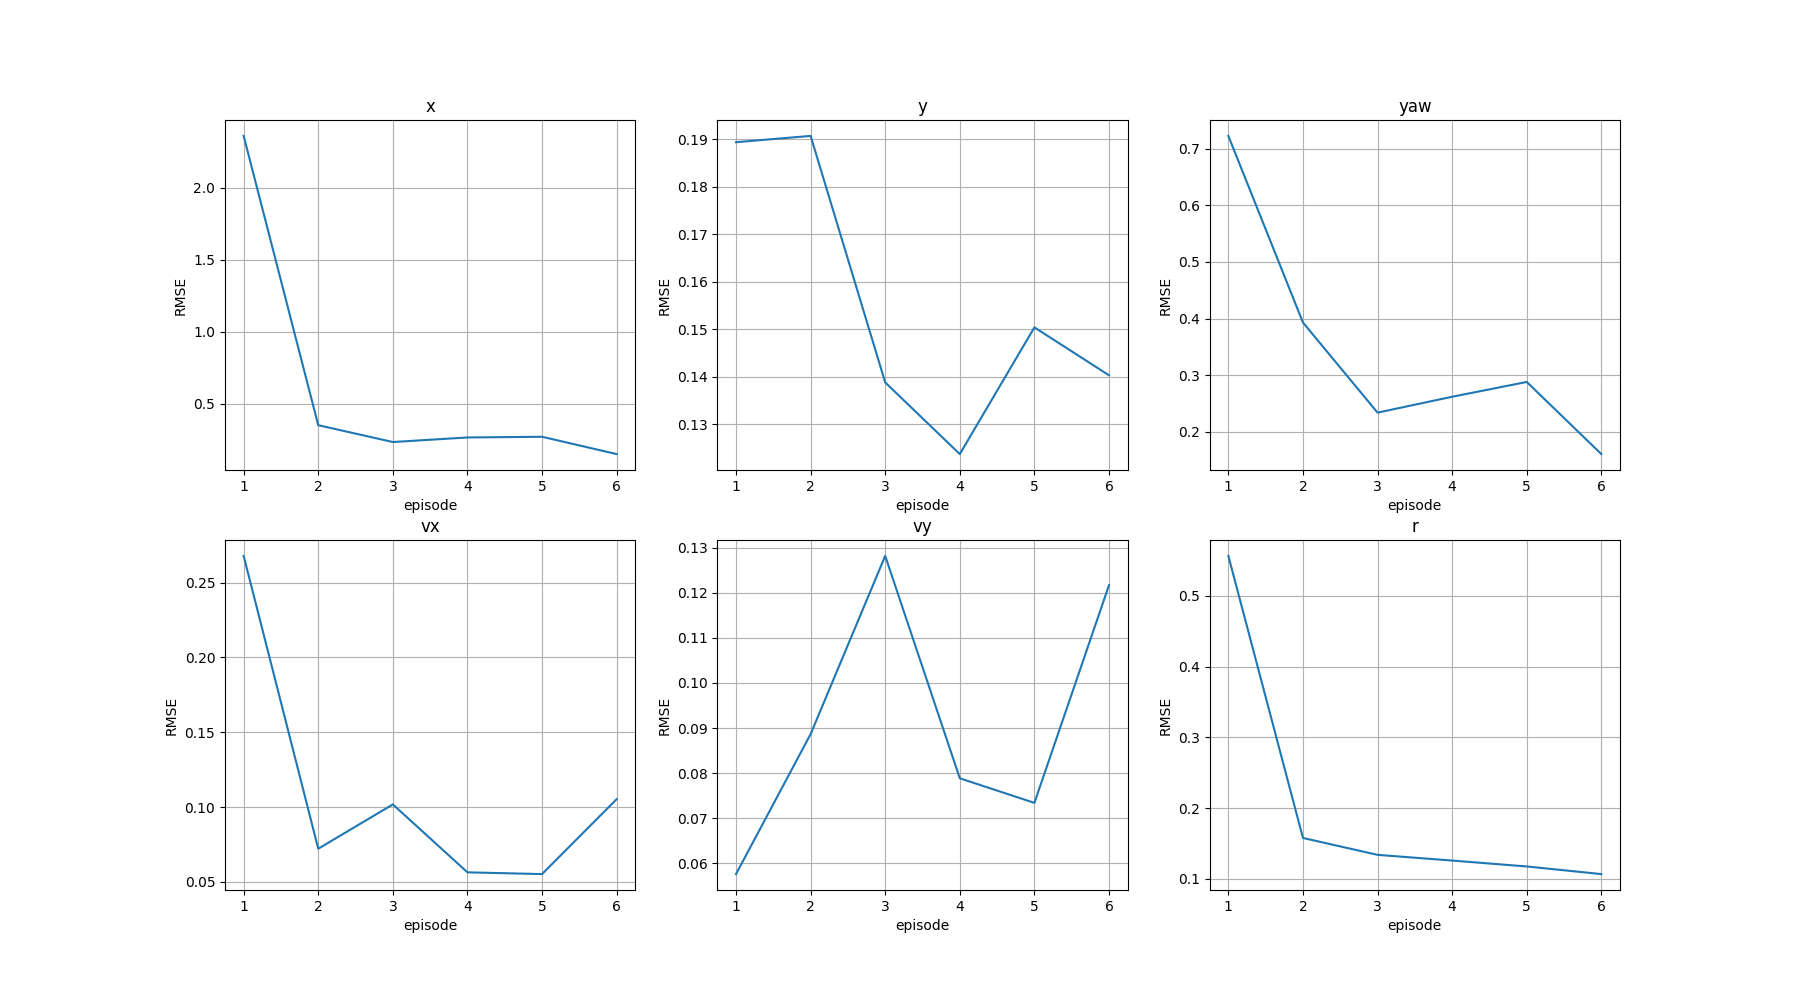 x
RMSE
2.0
1.5
1.0
0.5
1 2 3 4 5 6
episode
y
RMSE
0.19
0.18
0.17
0.16
0.15
0.14
0.13
1 2 3 4 5 6
episode
yaw
RMSE
0.7
0.6
0.5
0.4
0.3
0.2
1 2 3 4 5 6
episode
vx
RMSE
0.25
0.20
0.15
0.10
0.05
1 2 3 4 5 6
episode
vy
RMSE
0.13
0.12
0.11
0.10
0.09
0.08
0.07
0.06
1 2 3 4 5 6
episode
r
RMSE
0.5
0.4
0.3
0.2
0.1
1 2 3 4 5 6
episode